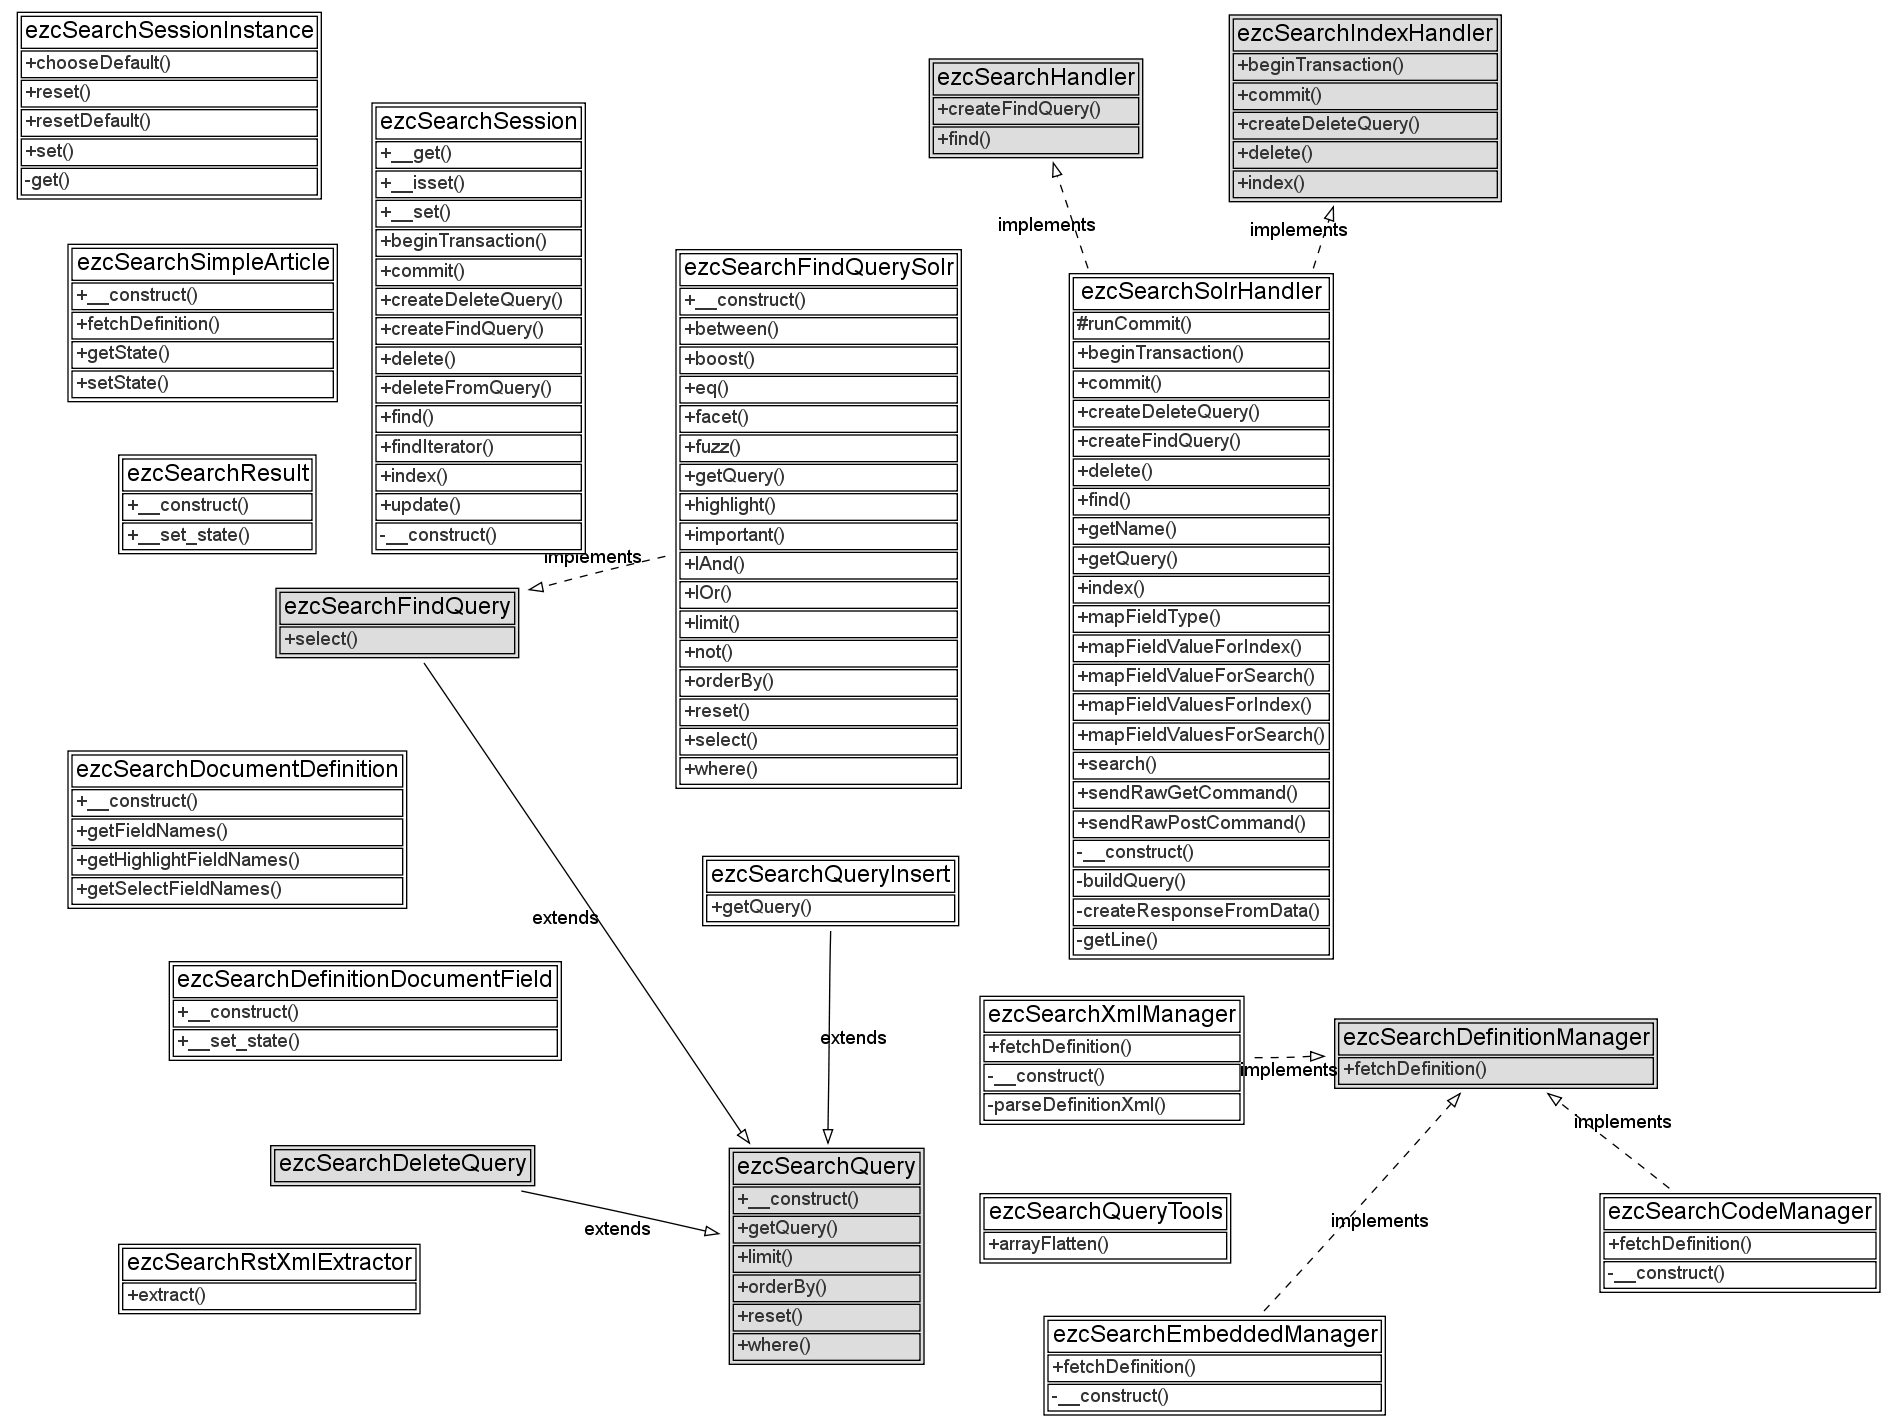 ezcSearchSessionInstance
+chooseDefault()
+reset()
+resetDefault()
+set()
-get()
ezcSearchSimpleArticle
+__construct()
+fetchDefinition()
+getState()
+setState()
ezcSearchResult
+__construct()
+__set_state()
ezcSearchSession
+__get()
+__isset()
+__set()
+beginTransaction()
+commit()
+createDeleteQuery()
+createFindQuery()
+delete()
+deleteFromQuery()
+find()
+findIterator()
+index()
+update()
-__construct()
implements
ezcSearchFindQuery
+select()
ezcSearchFindQuerySolr
+__construct()
+between()
+boost()
+eq()
+facet()
+fuzz()
+getQuery()
+highlight()
+important()
+lAnd()
+lOr()
+limit()
+not()
+orderBy()
+reset()
+select()
+where()
ezcSearchHandler
+createFindQuery()
+find()
implements
ezcSearchIndexHandler
+beginTransaction()
+commit()
+createDeleteQuery()
+delete()
+index()
implements
ezcSearchSolrHandler
#runCommit()
+beginTransaction()
+commit()
+createDeleteQuery()
+createFindQuery()
+delete()
+find()
+getName()
+getQuery()
+index()
+mapFieldType()
+mapFieldValueForIndex()
+mapFieldValueForSearch()
+mapFieldValuesForIndex()
+mapFieldValuesForSearch()
+search()
+sendRawGetCommand()
+sendRawPostCommand()
-__construct()
-buildQuery()
-createResponseFromData()
-getLine()
ezcSearchDocumentDefinition
+__construct()
+getFieldNames()
+getHighlightFieldNames()
+getSelectFieldNames()
extends
ezcSearchQueryInsert
+getQuery()
extends
ezcSearchDefinitionDocumentField
+__construct()
+__set_state()
ezcSearchDeleteQuery
extends
ezcSearchRstXmlExtractor
+extract()
ezcSearchQuery
+__construct()
+getQuery()
+limit()
+orderBy()
+reset()
+where()
ezcSearchXmlManager
+fetchDefinition()
-__construct()
-parseDefinitionXml()
implements
ezcSearchDefinitionManager
+fetchDefinition()
implements
implements
ezcSearchQueryTools
+arrayFlatten()
ezcSearchCodeManager
+fetchDefinition()
-__construct()
ezcSearchEmbeddedManager
+fetchDefinition()
-__construct()